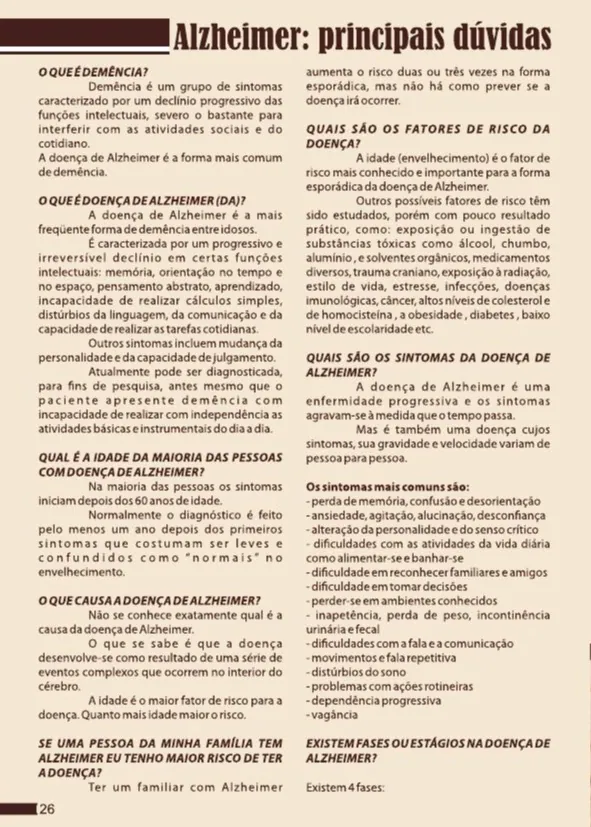 Alzheimer: principais dúvidas
O QUE É DEMÊNCIA?
Demência é um grupo de sintomas
caracterizado por um declínio progressivo das
funções intelectuais, severo o bastante para
interferir com as atividades sociais e do
cotidiano.
A doença de Alzheimer é a forma mais comum
de demência.
O QUE É DOENÇA DE ALZHEIMER (DA)?
A doença de Alzheimer é a mais
freqüente forma de demência entre idosos.
É caracterizada por um progressivo e
irreversível declínio em certas funções
intelectuais: memória, orientação no tempo e
no espaço, pensamento abstrato, aprendizado,
incapacidade de realizar cálculos simples,
distúrbios da linguagem, da comunicação e da
capacidade de realizar as tarefas cotidianas.
Outros sintomas incluem mudança da
personalidade e da capacidade de julgamento.
Atualmente pode ser diagnosticada,
para fins de pesquisa, antes mesmo que o
paciente apresente demência com
incapacidade de realizar com independência as
atividades básicas e instrumentais do dia a dia.
QUAL É A IDADE DA MAIORIA DAS PESSOAS
COM DOENÇA DE ALZHEIMER?
Na maioria das pessoas os sintomas
iniciam depois dos 60 anos de idade.
Normalmente o diagnóstico é feito
pelo menos um ano depois dos primeiros
sintomas que costumam ser leves e
confundidos como "normais" no
envelhecimento.
O QUE CAUSA A DOENÇA DE ALZHEIMER?
Não se conhece exatamente qual é a
causa da doença de Alzheimer.
O que se sabe é que a doença
desenvolve-se como resultado de uma série de
eventos complexos que ocorrem no interior do
cérebro.
A idade é o maior fator de risco para a
doença. Quanto mais idade maior o risco.
SE UMA PESSOA DA MINHA FAMÍLIA TEM
ALZHEIMER EU TENHO MAIOR RISCO DE TER
A DOENÇA?
Ter um familiar com Alzheimer
aumenta o risco duas ou três vezes na forma
esporádica, mas não há como prever se a
doença irá ocorrer.
QUAIS SÃO OS FATORES DE RISCO DA
DOENÇA?
A idade (envelhecimento) é o fator de
risco mais conhecido e importante para a forma
esporádica da doença de Alzheimer.
Outros possíveis fatores de risco têm
sido estudados, porém com pouco resultado
prático, como: exposição ou ingestão de
substâncias tóxicas como álcool, chumbo,
alumínio , e solventes orgânicos, medicamentos
diversos, trauma craniano, exposição à radiação,
estilo de vida, estresse, infecções, doenças
imunológicas, câncer, altos níveis de colesterol e
de homocisteína , a obesidade , diabetes , baixo
nível de escolaridade etc.
QUAIS SÃO OS SINTOMAS DA DOENÇA DE
ALZHEIMER?
A doença de Alzheimer é uma
enfermidade progressiva e os sintomas
agravam-se à medida que o tempo passa.
Mas é também uma doença cujos
sintomas, sua gravidade e velocidade variam de
pessoa para pessoa.
Os sintomas mais comuns são:
- perda de memória, confusão e desorientação
- ansiedade, agitação, alucinação, desconfiança
- alteração da personalidade e do senso crítico
- dificuldades com as atividades da vida diária
como alimentar-se e banhar-se
- dificuldade em reconhecer familiares e amigos
- dificuldade em tomar decisões
- perder-se em ambientes conhecidos
- inapetência, perda de peso, incontinência
urinária e fecal
- dificuldades com a fala e a comunicação
- movimentos e fala repetitiva
- distúrbios do sono
- problemas com ações rotineiras
- dependência progressiva
- vagância
EXISTEM FASES OU ESTÁGIOS NA DOENÇA DE
ALZHEIMER?
Existem 4 fases:
26